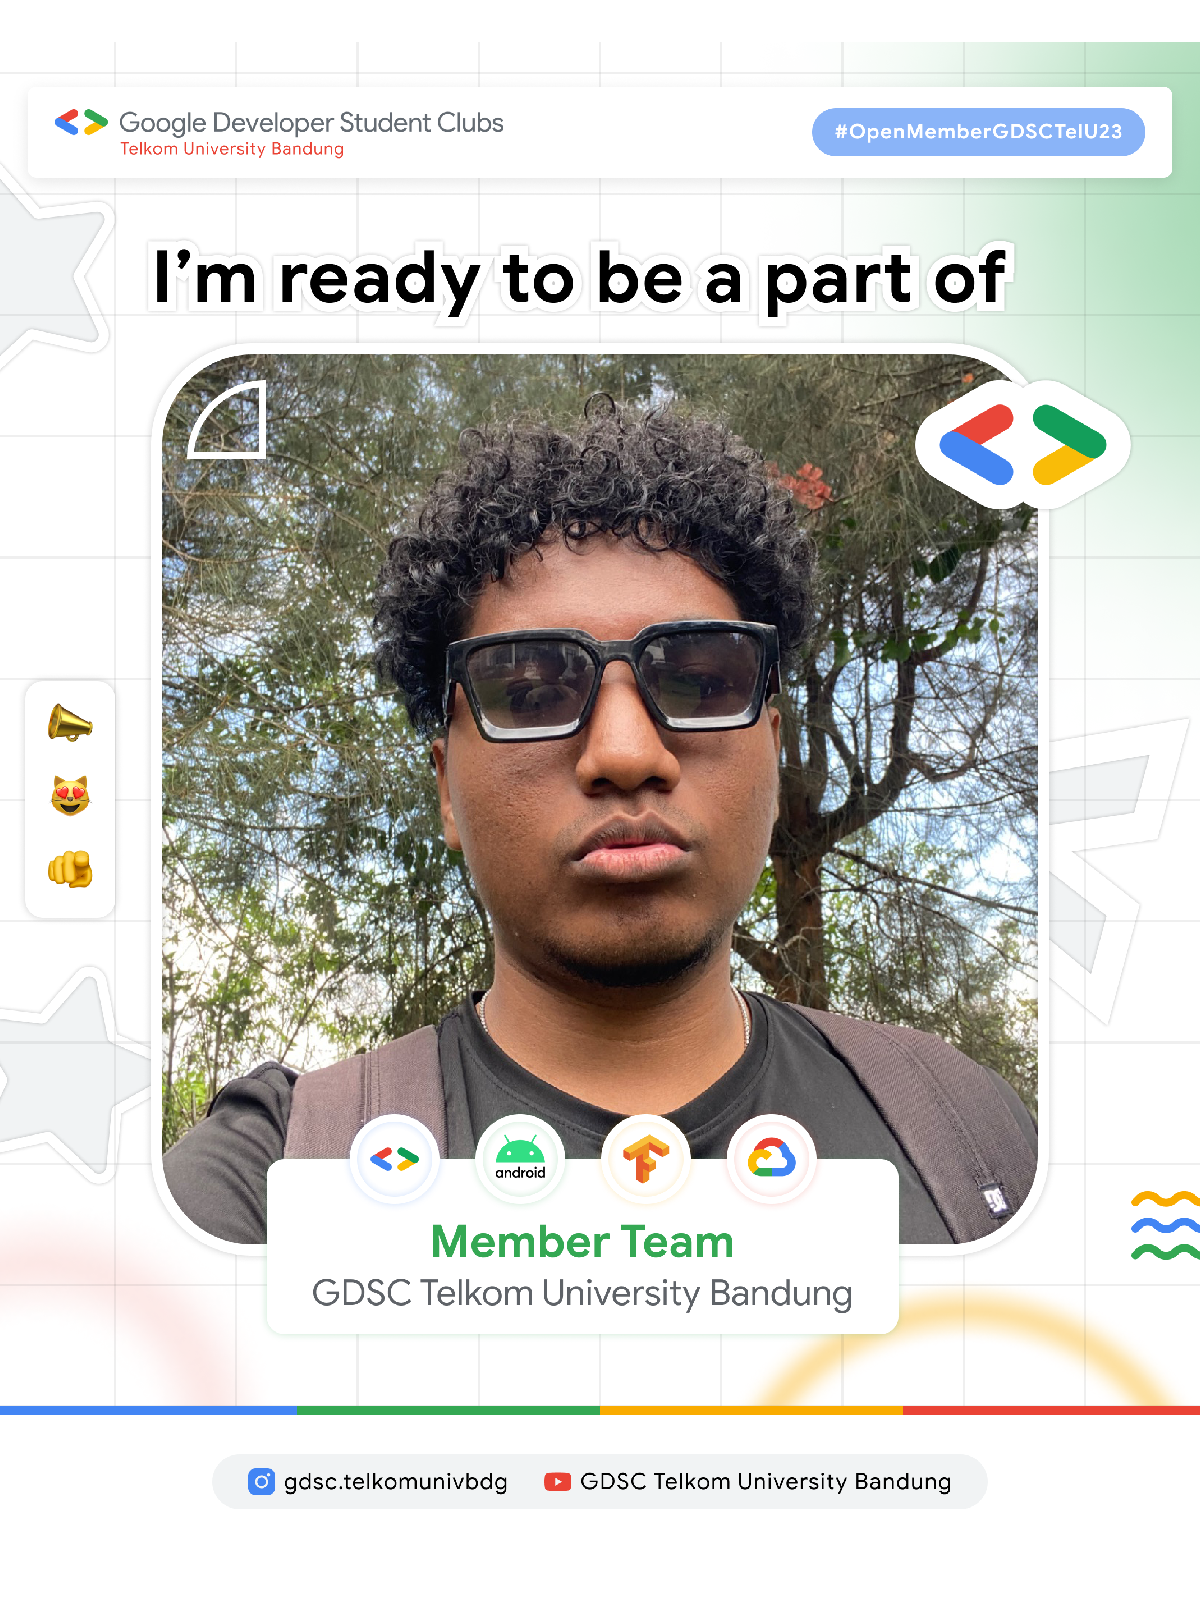 Google Developer Student Clubs
Telkom University Bandung
#OpenMemberGDSCTelU23
I'm ready to be a part of
android
Member Team
GDSC Telkom University Bandung
gdsc.telkomunivbdg
GDSC Telkom University Bandung